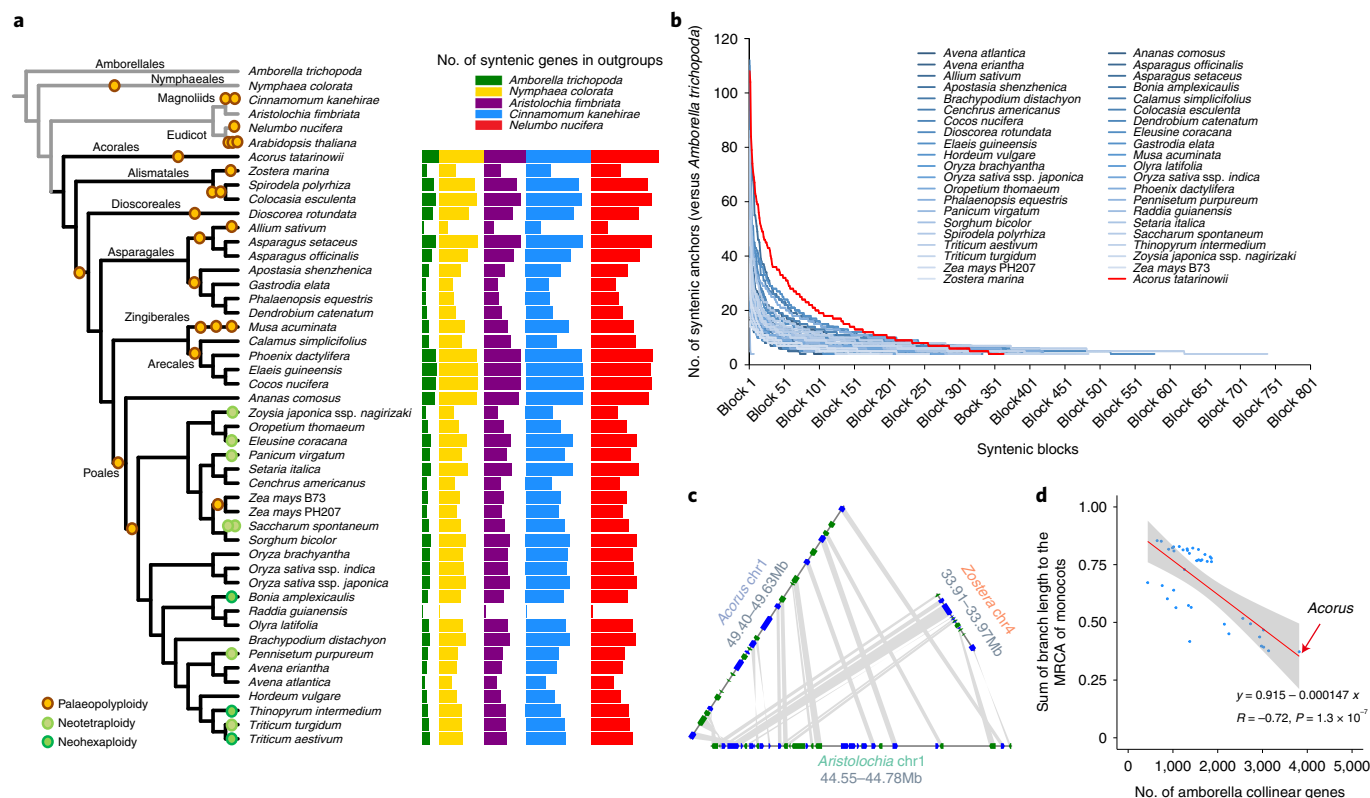 a
Amborellales
Amborella trichopoda
Nymphaeales
Nymphaea colorata
Magnoliids
Cinnamomum kanehirae
Aristolochia fimbriata
Eudicot
Nelumbo nucifera
Arabidopsis thaliana
Acorales
Acorus tatarinowii
Alismatales
Zostera marina
Spirodela polyrhiza
Colocasia esculenta
Dioscoreales
Dioscorea rotundata
Allium sativum
Asparagales
Asparagus setaceus
Asparagus officinalis
Apostasia shenzhenica
Gastrodia elata
Phalaenopsis equestris
Dendrobium catenatum
Zingiberales
Musa acuminata
Calamus simplicifolius
Arecales
Phoenix dactylifera
Elaeis guineensis
Cocos nucifera
Ananas comosus
Zoysia japonica ssp. nagirizaki
Oropetium thomaeum
Eleusine coracana
Panicum virgatum
Poales
Setaria italica
Cenchrus americanus
Zea mays B73
Zea mays PH207
Saccharum spontaneum
Sorghum bicolor
Oryza brachyantha
Oryza sativa ssp. indica
Oryza sativa ssp. japonica
Bonia amplexicaulis
Raddia guianensis
Olyra latifolia
Brachypodium distachyon
Pennisetum purpureum
Avena eriantha
Avena atlantica
Hordeum vulgare
Thinopyrum intermedium
Triticum turgidum
Triticum aestivum
Palaeopolyploidy
Neotetraploidy
Neohexaploidy
No. of syntenic genes in outgroups
Amborella trichopoda
Nymphaea colorata
Aristolochia fimbriata
Cinnamomum kanehirae
Nelumbo nucifera
b
No. of syntenic anchors (versus Amborella trichopoda)
120
100
80
60
40
20
0
Avena atlantica
Avena eriantha
Allium sativum
Apostasia shenzhenica
Brachypodium distachyon
Cenchrus americanus
Cocos nucifera
Dioscorea rotundata
Elaeis guineensis
Hordeum vulgare
Oryza brachyantha
Oryza sativa ssp. japonica
Oropetium thomaeum
Phalaenopsis equestris
Panicum virgatum
Sorghum bicolor
Spirodela polyrhiza
Triticum aestivum
Triticum turgidum
Zea mays PH207
Zostera marina
Ananas comosus
Asparagus officinalis
Asparagus setaceus
Bonia amplexicaulis
Calamus simplicifolius
Colocasia esculenta
Dendrobium catenatum
Eleusine coracana
Gastrodia elata
Musa acuminata
Olyra latifolia
Oryza sativa ssp. indica
Phoenix dactylifera
Pennisetum purpureum
Raddia guianensis
Setaria italica
Saccharum spontaneum
Thinopyrum intermedium
Zoysia japonica ssp. nagirizaki
Zea mays B73
Acorus tatarinowii
Block 1
Block 51
Block 101
Block 151
Block 201
Block 251
Block 301
Bock 351
Block401
Block 451
Block 501
Block 551
Block 601
Block 651
Block 701
Block 751
Block 801
Syntenic blocks
c
Acorus chr1
49.40–49.63Mb
Zostera chr4
33.91–33.97Mb
Aristolochia chr1
44.55–44.78Mb
d
Sum of branch length to the
MRCA of monocots
1.00
0.75
0.50
0.25
0
Acorus
y = 0.915 – 0.000147 x
R = –0.72, P = 1.3 × 10⁻⁷
0
1,000
2,000
3,000
4,000
5,000
No. of amborella collinear genes